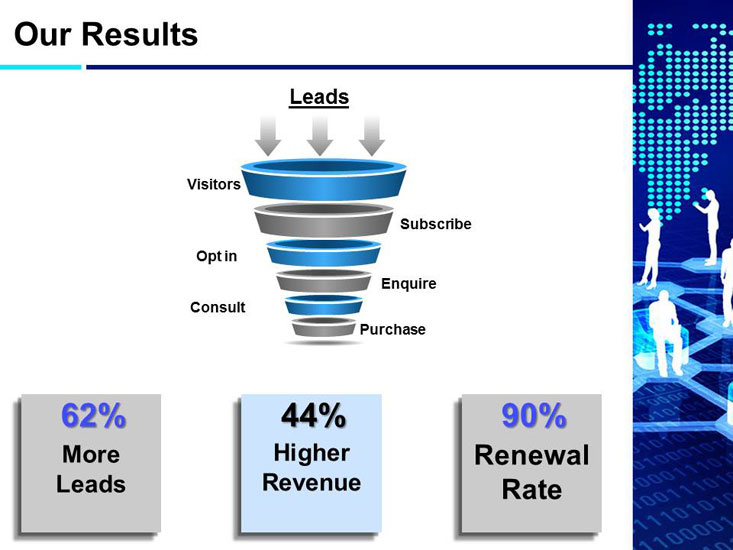 Our Results
Leads
Visitors
Subscribe
Opt in
Enquire
Consult
Purchase
62%
More
Leads
44%
Higher
Revenue
90%
Renewal
Rate